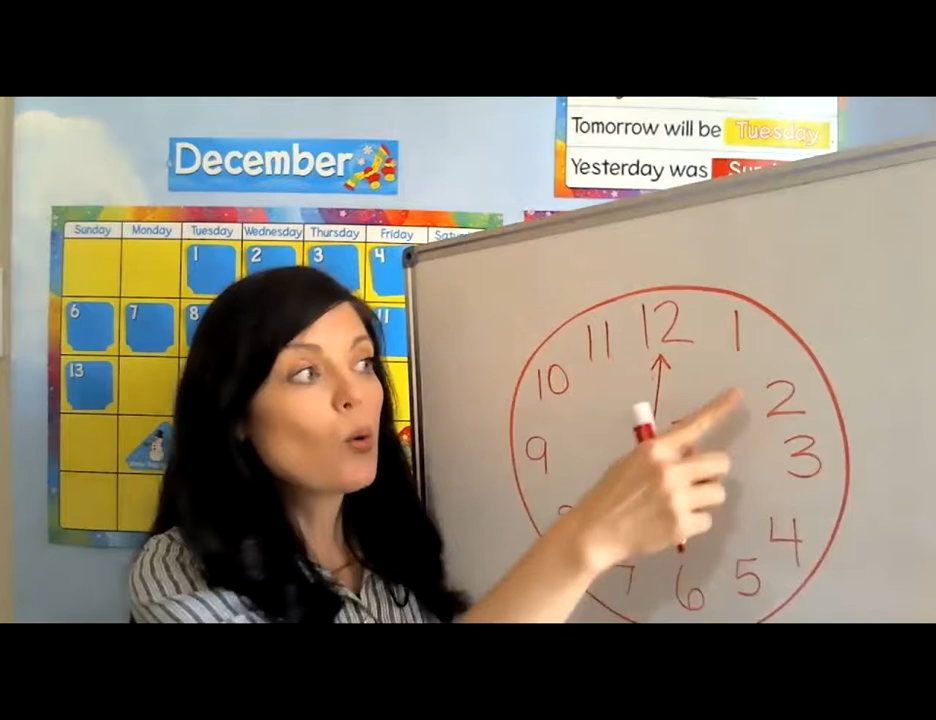 Tomorrow will be Tuesday
Yesterday was
December
Sunday Monday Tuesday Wednesday Thursday Friday
1 2 3 4
6 7 8 11
13
11 12 1
10 2
9 3
4
7 6 5